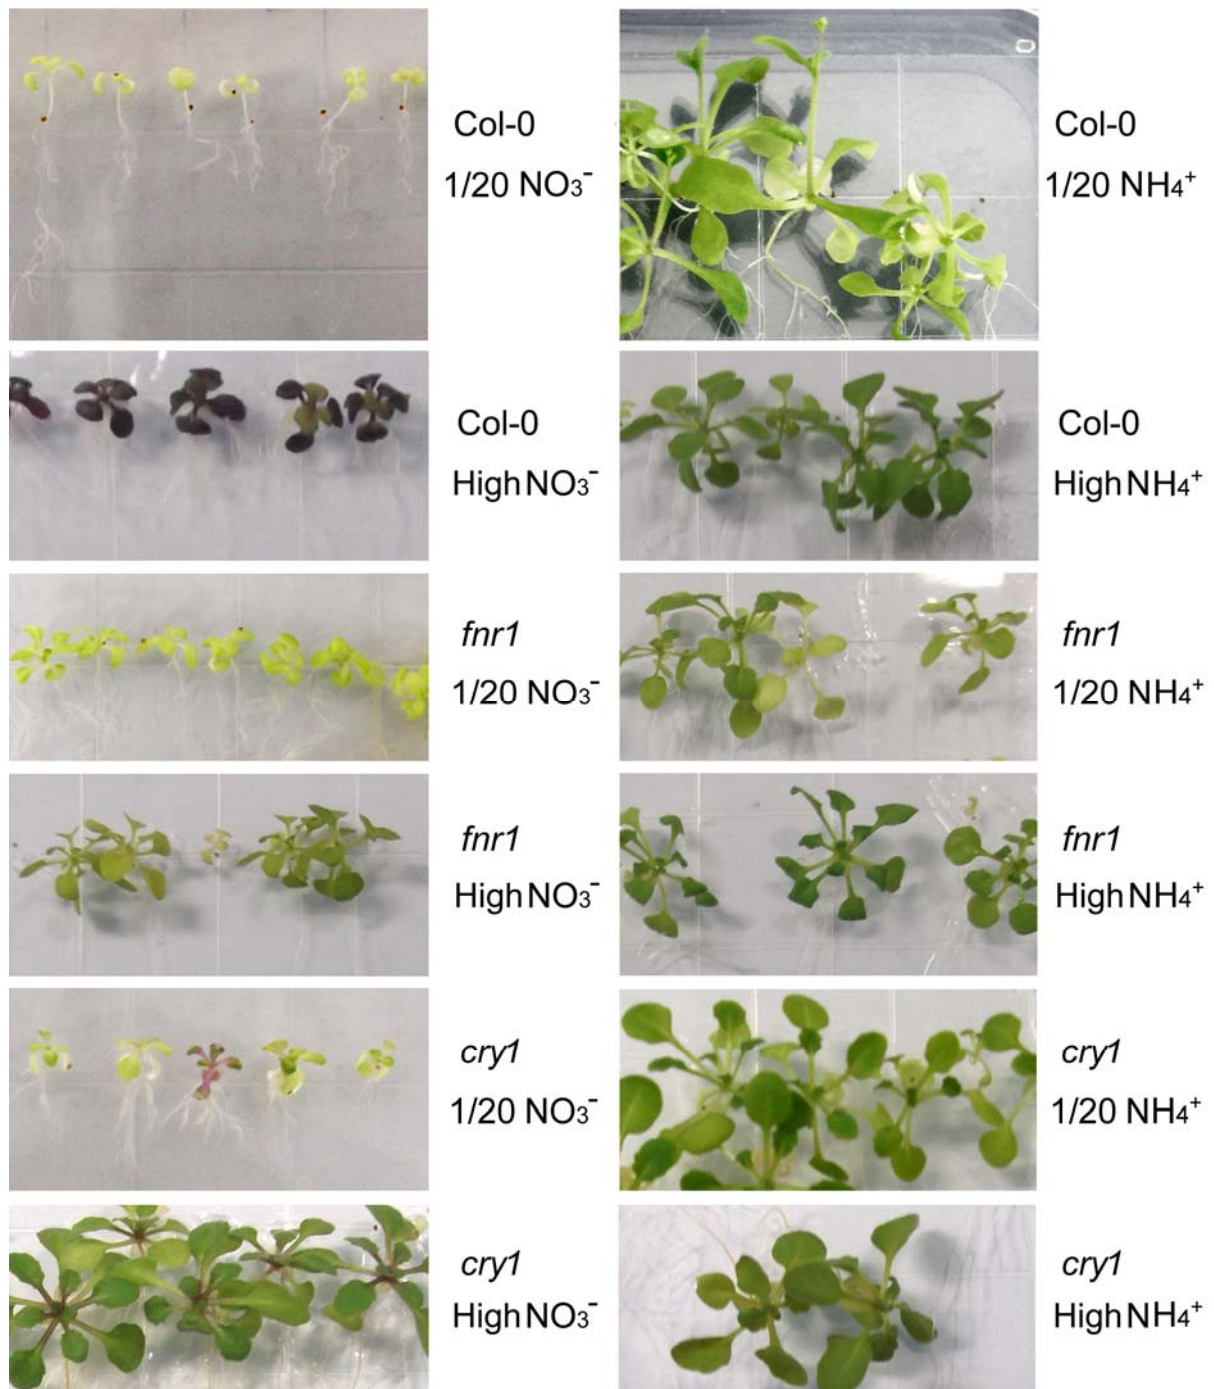 Col-0
1/20 NO₃⁻
Col-0
1/20 NH₄⁺
Col-0
High NO₃⁻
Col-0
High NH₄⁺
fnr1
1/20 NO₃⁻
fnr1
1/20 NH₄⁺
fnr1
High NO₃⁻
fnr1
High NH₄⁺
cry1
1/20 NO₃⁻
cry1
1/20 NH₄⁺
cry1
High NO₃⁻
cry1
High NH₄⁺